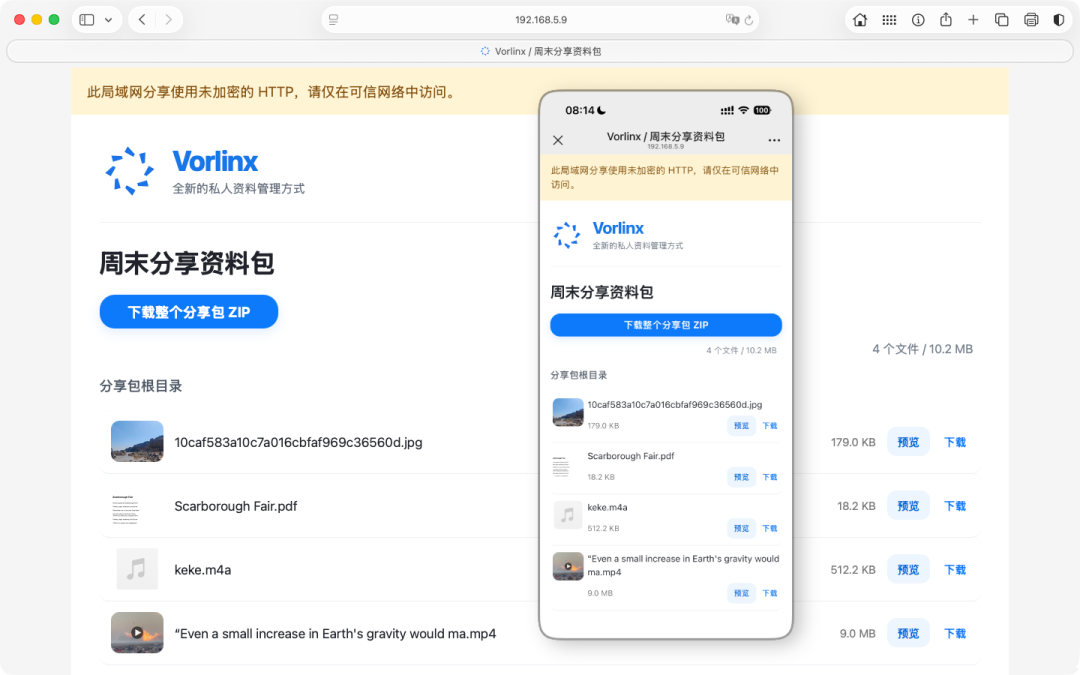 192.168.5.9
Vorlinx / 周末分享资料包
此局域网分享使用未加密的 HTTP，请仅在可信网络中访问。
Vorlinx
全新的私人资料管理方式
周末分享资料包
下载整个分享包 ZIP
4 个文件 / 10.2 MB
分享包根目录
10caf583a10c7a016cbfaf969c36560d.jpg
179.0 KB 预览 下载
Scarborough Fair.pdf
18.2 KB 预览 下载
keke.m4a
512.2 KB 预览 下载
“Even a small increase in Earth's gravity would ma.mp4
9.0 MB 预览 下载
08:14
100
Vorlinx / 周末分享资料包
192.168.5.9
此局域网分享使用未加密的 HTTP，请仅在可信网络中
访问。
Vorlinx
全新的私人资料管理方式
周末分享资料包
下载整个分享包 ZIP
4 个文件 / 10.2 MB
分享包根目录
10caf583a10c7a016cbfaf969c36560d.jpg
179.0 KB 预览 下载
Scarborough Fair.pdf
18.2 KB 预览 下载
keke.m4a
512.2 KB 预览 下载
“Even a small increase in Earth's gravity would
ma.mp4
9.0 MB 预览 下载